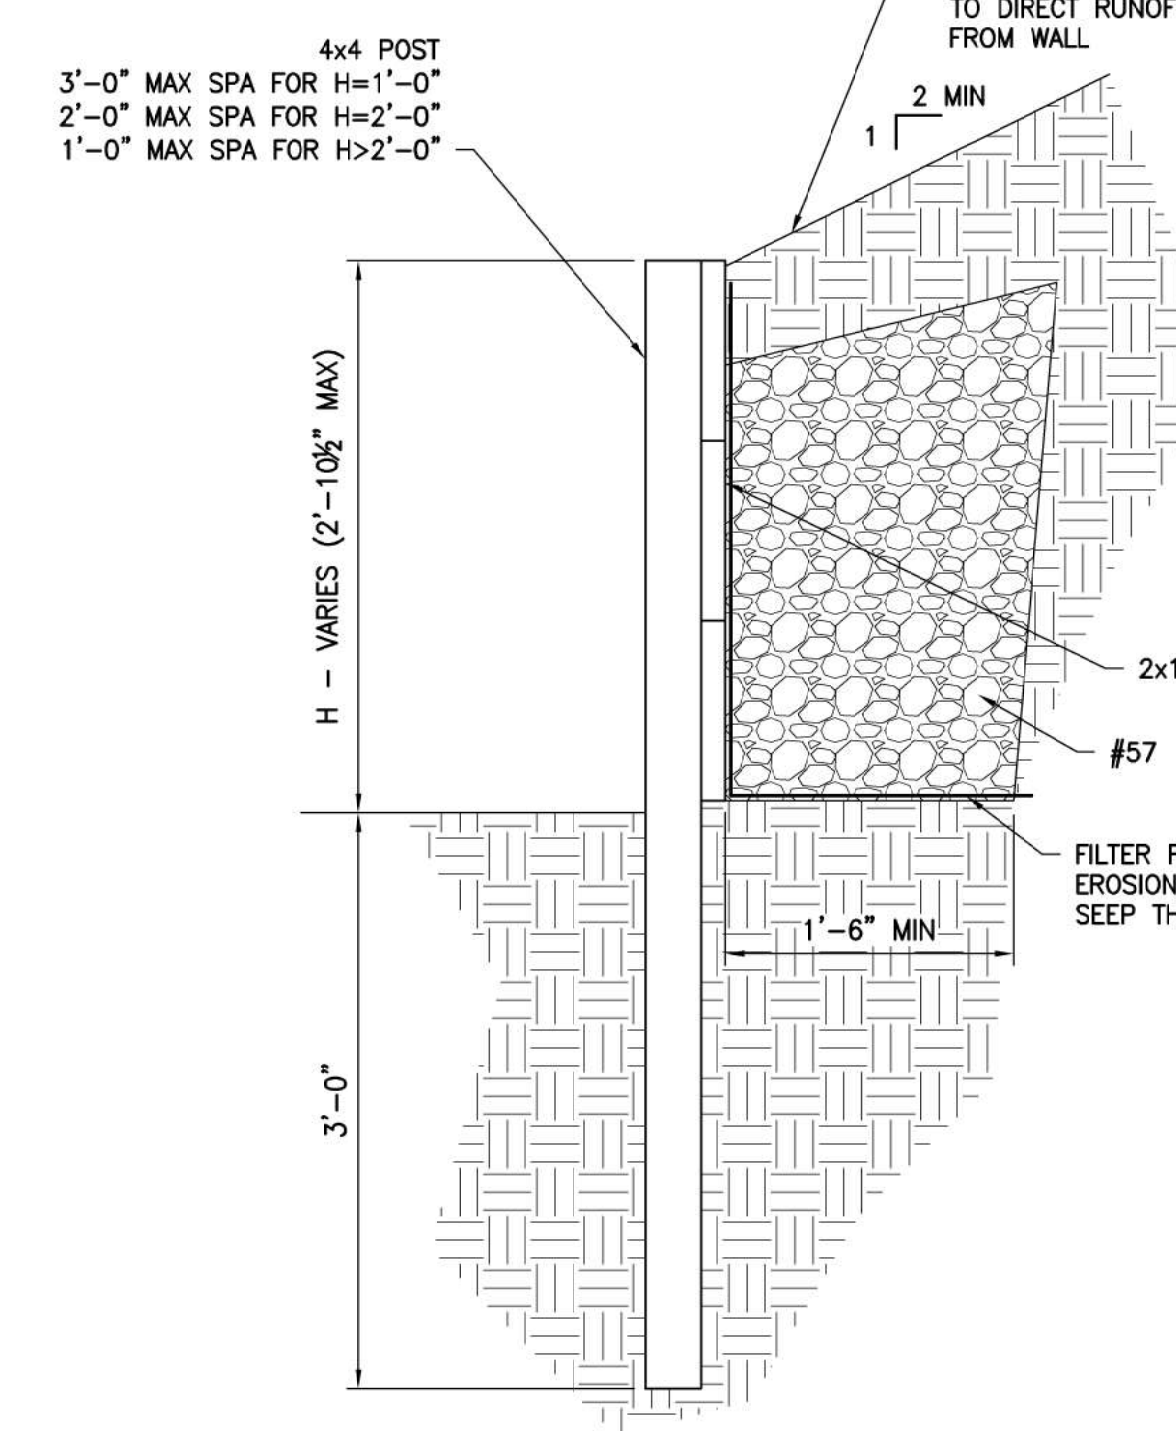 TO DIRECT RUNOF
FROM WALL
4x4 POST
3'-0" MAX SPA FOR H=1'-0"
2'-0" MAX SPA FOR H=2'-0"
1'-0" MAX SPA FOR H>2'-0"
2 MIN
1
H - VARIES (2'-10½" MAX)
2x1
#57
FILTER F
EROSION
SEEP TH
1'-6" MIN
3'-0"